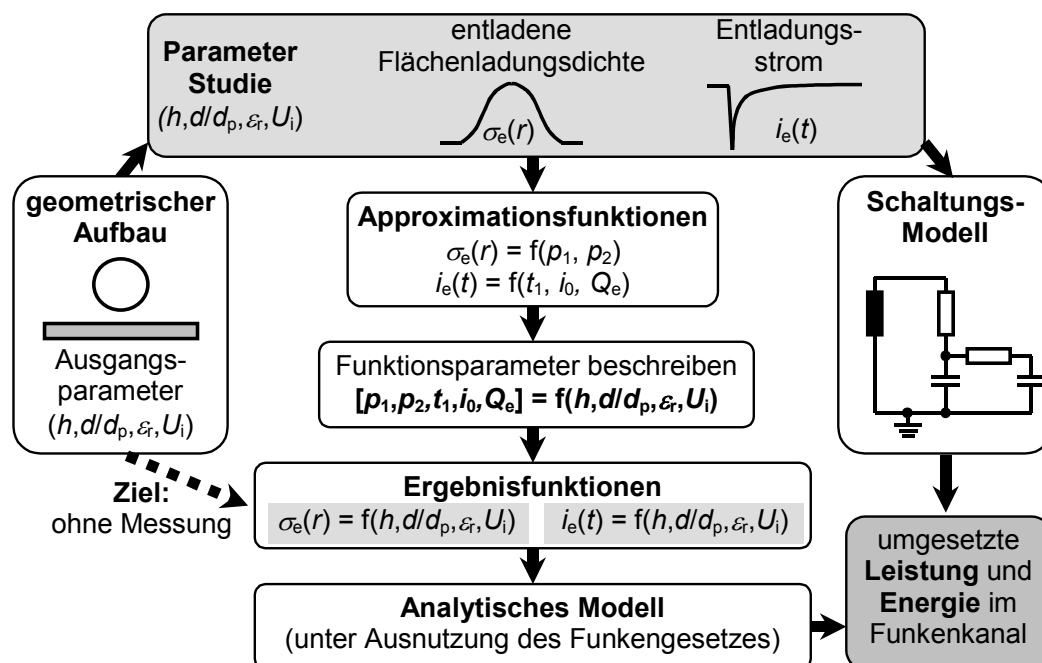 Parameter
Studie
(h,d/dₚ,εᵣ,Uᵢ)
entladene
Flächenladungsdichte
σₑ(r)
Entladungs-
strom
iₑ(t)
geometrischer
Aufbau
Ausgangs-
parameter
(h,d/dₚ,εᵣ,Uᵢ)
Approximationsfunktionen
σₑ(r) = f(p₁, p₂)
iₑ(t) = f(t₁, i₀, Qₑ)
Schaltungs-
Modell
Funktionsparameter beschreiben
[p₁,p₂,t₁,i₀,Qₑ] = f(h,d/dₚ,εᵣ,Uᵢ)
Ziel:
ohne Messung
Ergebnisfunktionen
σₑ(r) = f(h,d/dₚ,εᵣ,Uᵢ)
iₑ(t) = f(h,d/dₚ,εᵣ,Uᵢ)
Analytisches Modell
(unter Ausnutzung des Funkengesetzes)
umgesetzte
Leistung und
Energie im
Funkenkanal